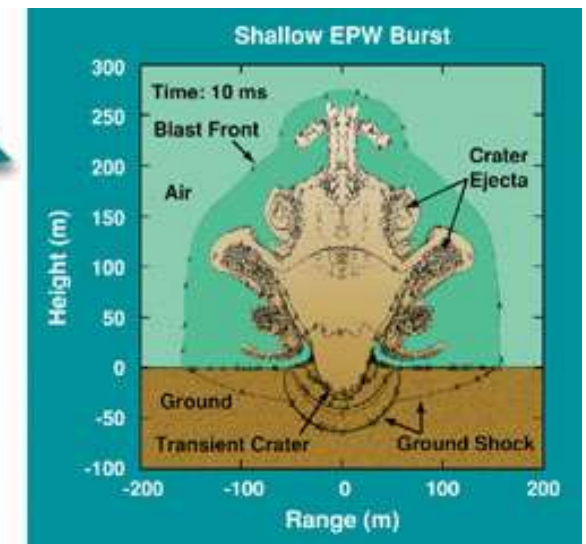 Shallow EPW Burst
300
250
200
150
100
50
0
-50
-100
Height (m)
Time: 10 ms
Blast Front
Air
Crater
Ejecta
Ground
Transient Crater
Ground Shock
-200
-100
0
100
200
Range (m)